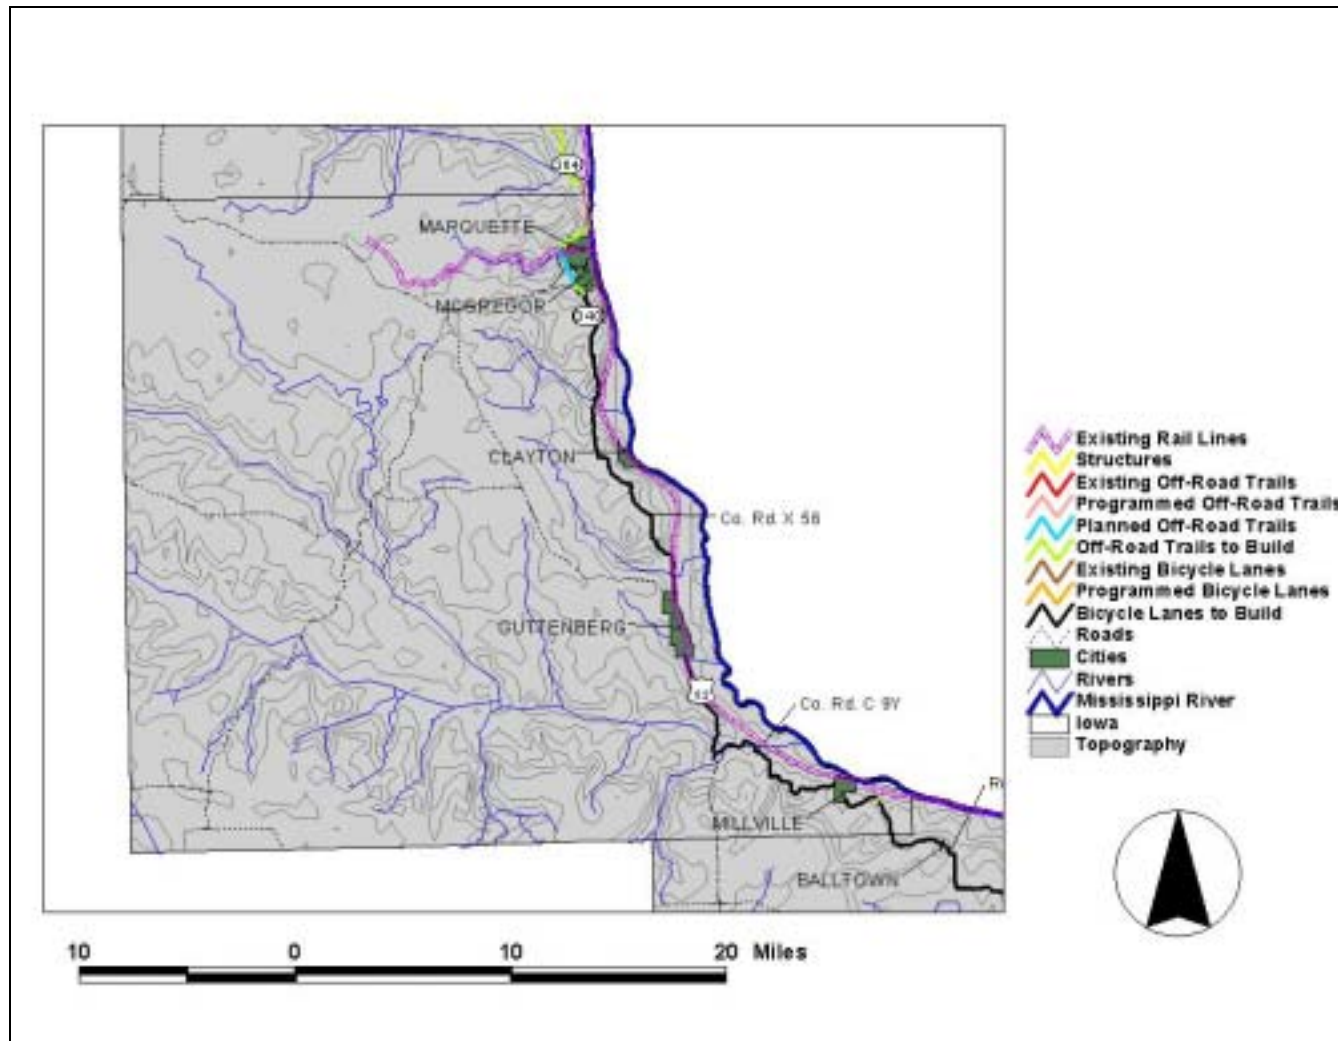 MARQUETTE
MCGREGOR
340
CLAYTON
Co. Rd. X 56
GUTTENBERG
52
Co. Rd. C 9Y
MILLVILLE
BALLTOWN
Existing Rail Lines
Structures
Existing Off-Road Trails
Programmed Off-Road Trails
Planned Off-Road Trails
Off-Road Trails to Build
Existing Bicycle Lanes
Programmed Bicycle Lanes
Bicycle Lanes to Build
Roads
Cities
Rivers
Mississippi River
Iowa
Topography
10 0 10 20 Miles